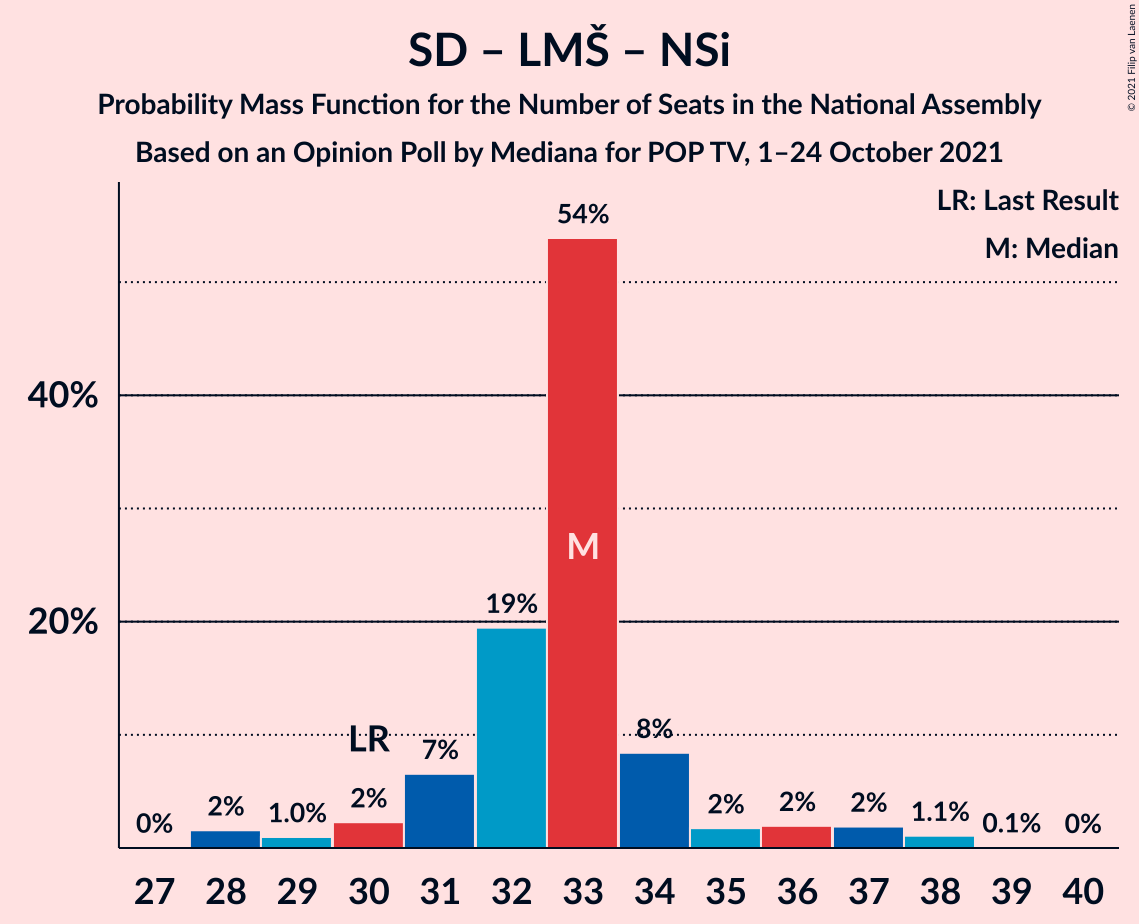 SD – LMŠ – NSi
Probability Mass Function for the Number of Seats in the National Assembly
Based on an Opinion Poll by Mediana for POP TV, 1–24 October 2021
© 2021 Filip van Laenen
LR: Last Result
M: Median
40%
20%
0%
2%
1.0%
LR
2%
7%
19%
54%
M
8%
2%
2%
2%
1.1%
0.1%
0%
27 28 29 30 31 32 33 34 35 36 37 38 39 40